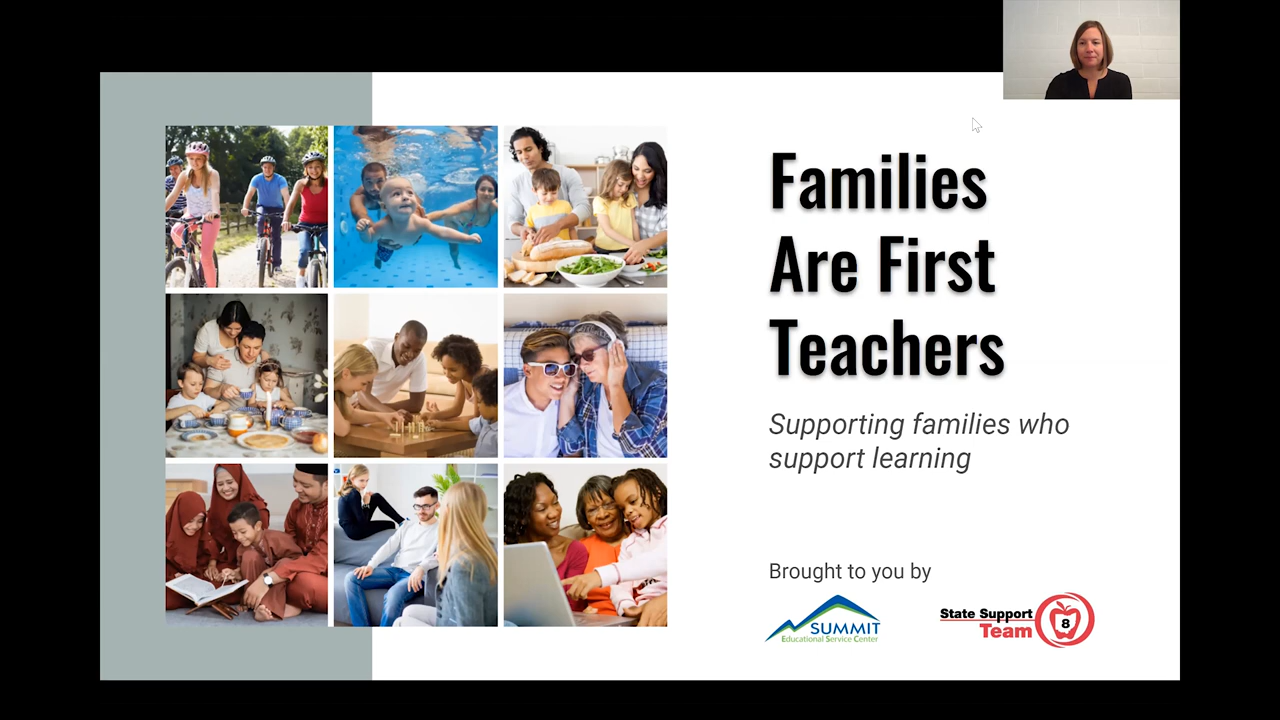 Families
Are First
Teachers
Supporting families who
support learning
Brought to you by
SUMMIT
Educational Service Center
State Support
Team
8